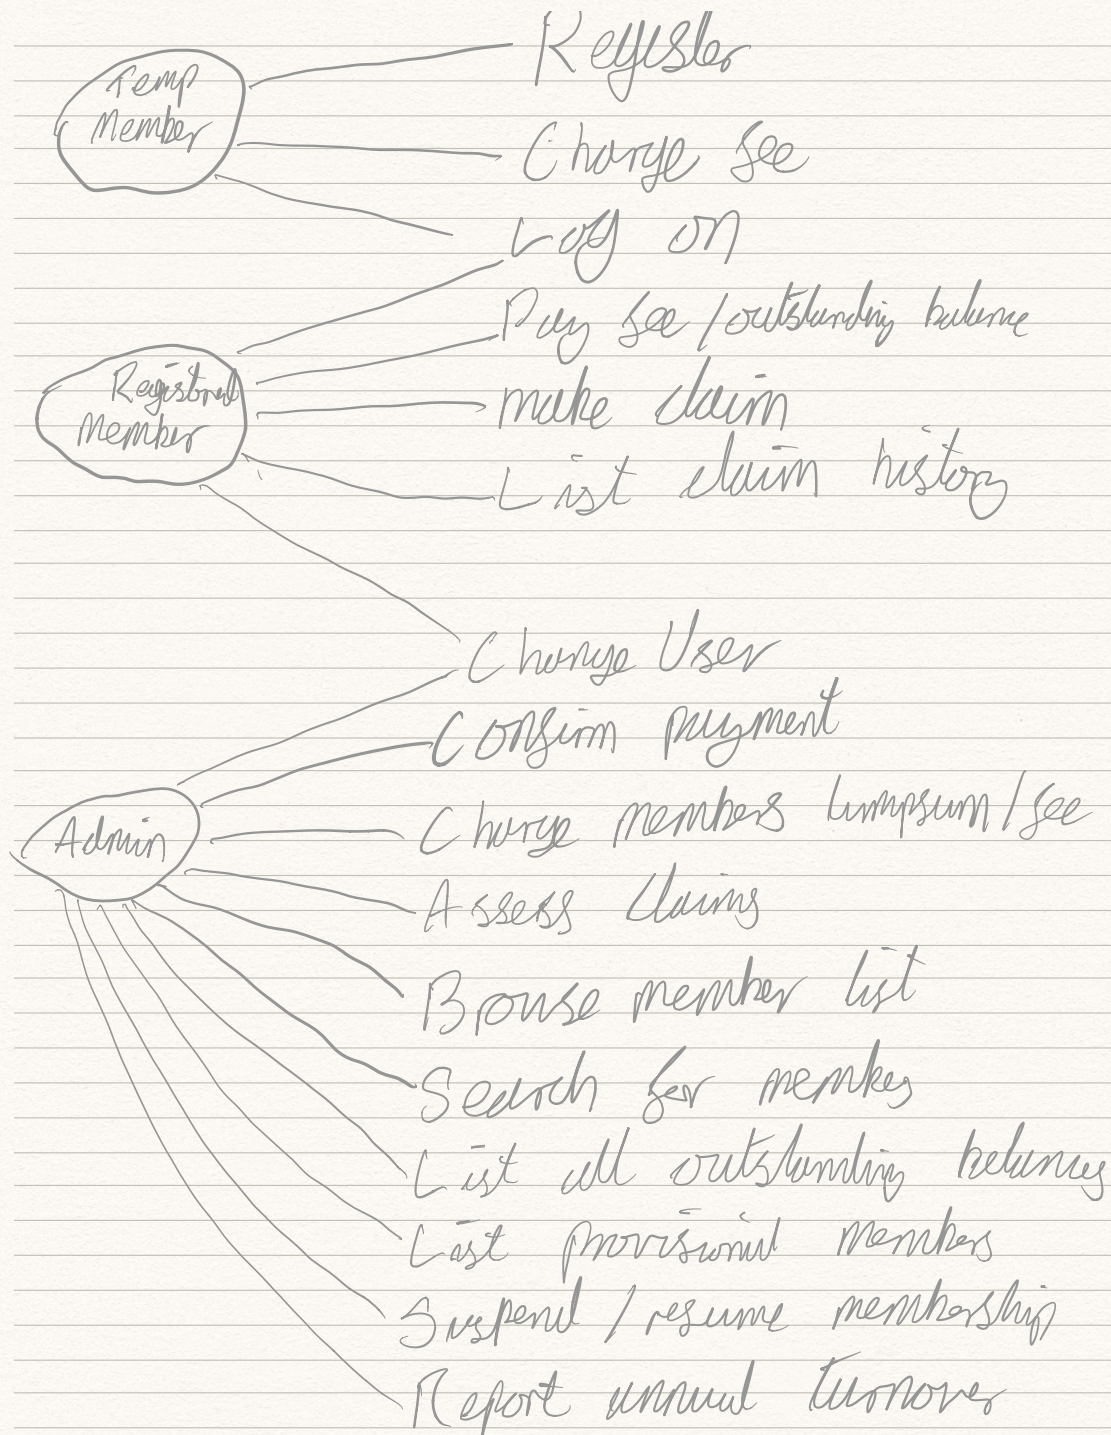 Temp
Member
Register
Charge fee
Log on
Pay fee / outstanding balance
Registered
Member
make claim
List claim history
Change User
Confirm payment
Admin
Charge members lumpsum / fee
Assess Claims
Browse member list
Search for members
List all outstanding balances
List provisional members
Suspend / resume membership
Report annual turnover